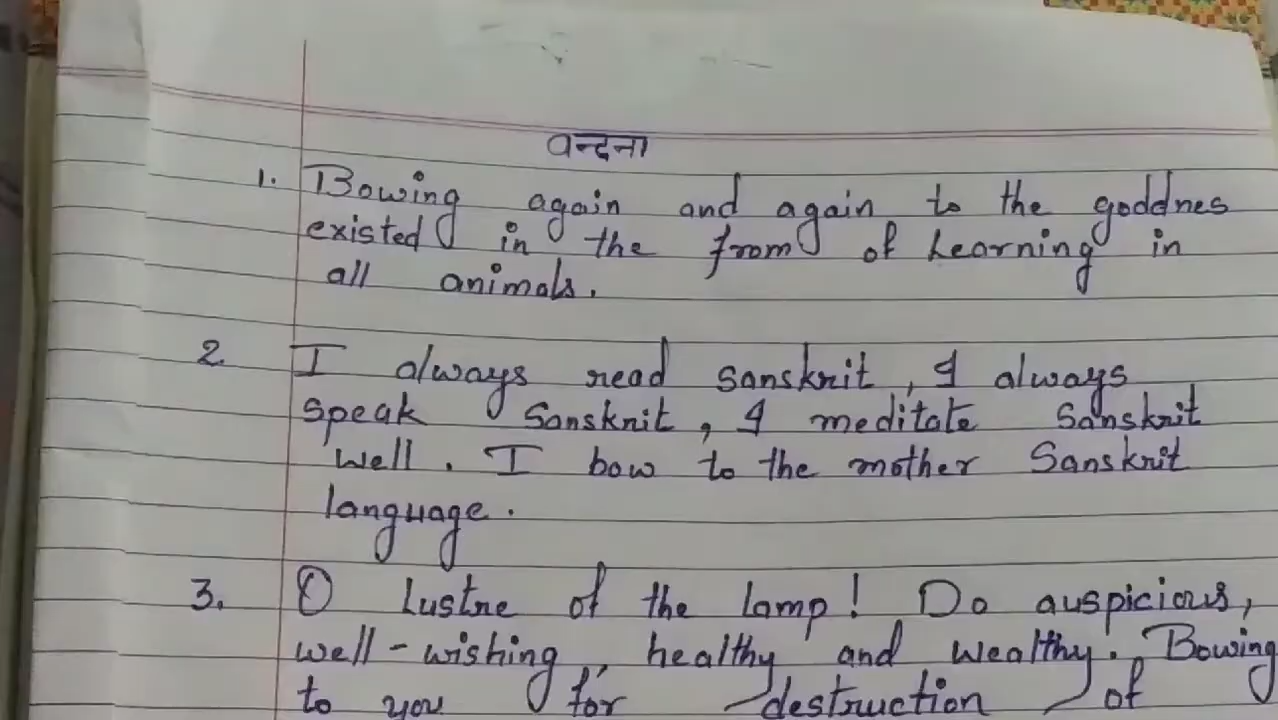 वन्दना
1. Bowing again and again to the goddnes
existed in the from of Learning in
all animals.
2. I always read Sanskrit, I always
speak Sanskrit, I meditate Sanskrit
well. I bow to the mother Sanskrit
language.
3. O Lustre of the lamp! Do auspicious,
well-wishing, healthy and wealthy. Bowing
to you for destruction of